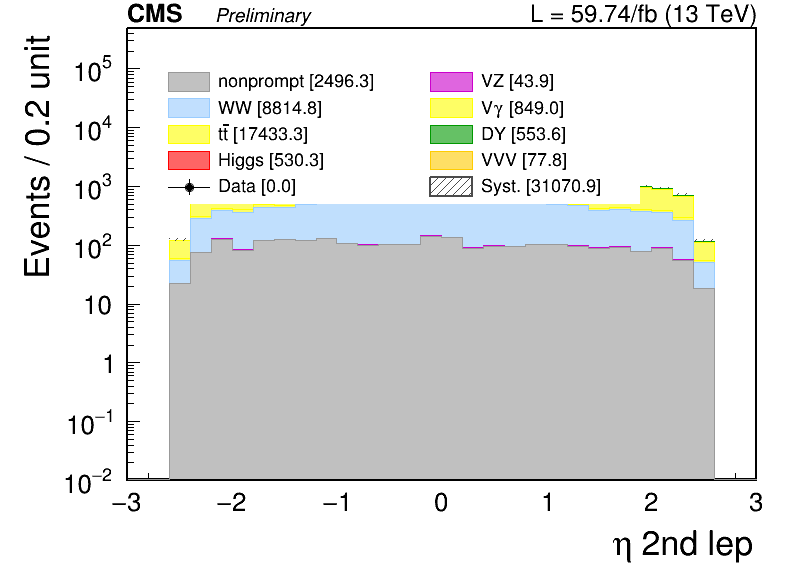 CMS Preliminary L = 59.74/fb (13 TeV)
Events / 0.2 unit
10⁵
10⁴
10³
10²
10
1
10⁻¹
10⁻²
nonprompt [2496.3]
WW [8814.8]
tt̄ [17433.3]
Higgs [530.3]
Data [0.0]
VZ [43.9]
Vγ [849.0]
DY [553.6]
VVV [77.8]
Syst. [31070.9]
−3 −2 −1 0 1 2 3
η 2nd lep